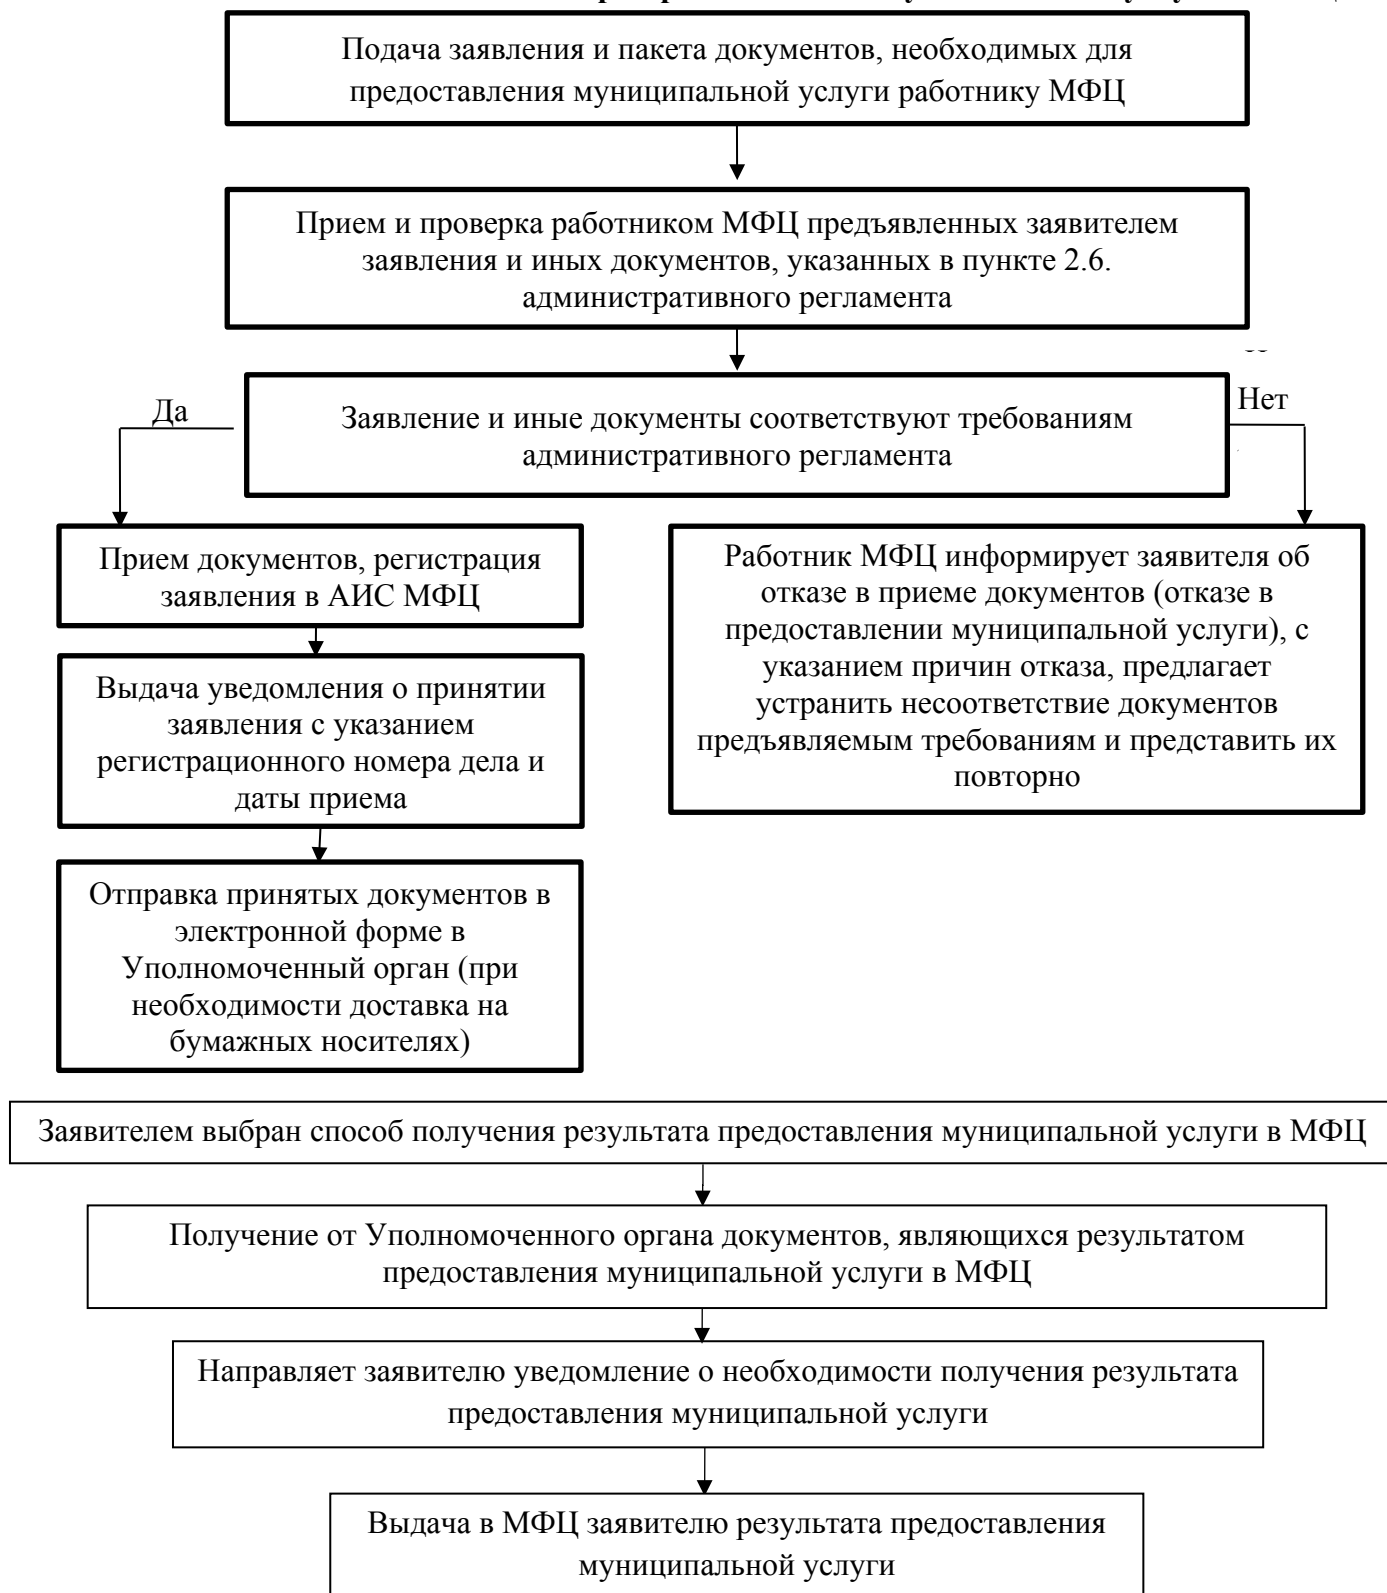 Подача заявления и пакета документов, необходимых для
предоставления муниципальной услуги работнику МФЦ
Прием и проверка работником МФЦ предъявленных заявителем
заявления и иных документов, указанных в пункте 2.6.
административного регламента
Да
Заявление и иные документы соответствуют требованиям
административного регламента
Нет
Прием документов, регистрация
заявления в АИС МФЦ
Выдача уведомления о принятии
заявления с указанием
регистрационного номера дела и
даты приема
Отправка принятых документов в
электронной форме в
Уполномоченный орган (при
необходимости доставка на
бумажных носителях)
Работник МФЦ информирует заявителя об
отказе в приеме документов (отказе в
предоставлении муниципальной услуги), с
указанием причин отказа, предлагает
устранить несоответствие документов
предъявляемым требованиям и представить их
повторно
Заявителем выбран способ получения результата предоставления муниципальной услуги в МФЦ
Получение от Уполномоченного органа документов, являющихся результатом
предоставления муниципальной услуги в МФЦ
Направляет заявителю уведомление о необходимости получения результата
предоставления муниципальной услуги
Выдача в МФЦ заявителю результата предоставления
муниципальной услуги